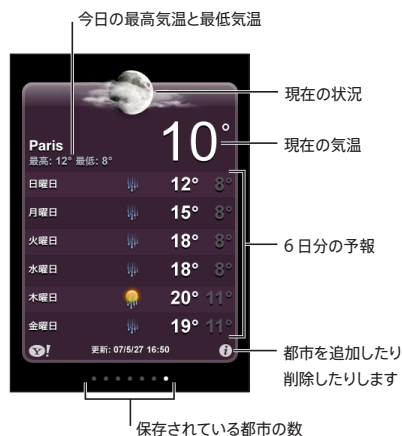 今日の最高気温と最低気温
現在の状況
Paris
最高: 12° 最低: 8°
10°
現在の気温
日曜日 12° 8°
月曜日 15° 8°
火曜日 18° 8°
6 日分の予報
水曜日 18° 8°
木曜日 20° 11°
金曜日 19° 11°
Y!
更新: 07/5/27 16:50
i
都市を追加したり
削除したりします
保存されている都市の数